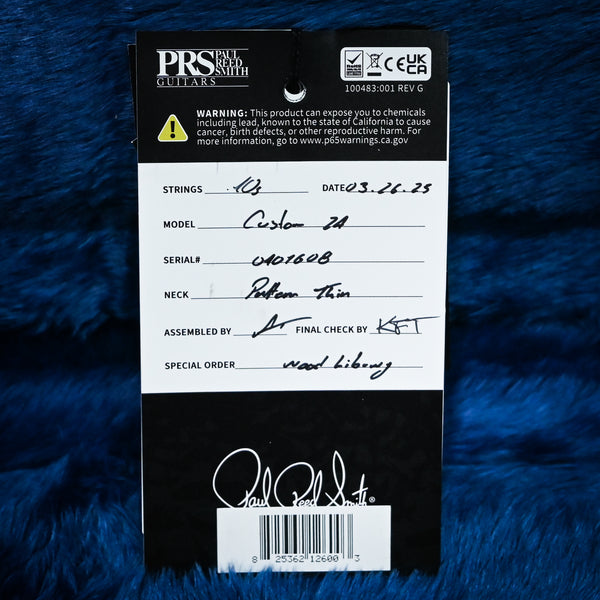 PRS PAUL REED SMITH
GUITARS
CE UKCA
100483:001 REV G
WARNING: This product can expose you to chemicals
including lead, known to the state of California to cause
cancer, birth defects, or other reproductive harm. For
more information, go to www.p65warnings.ca.gov
STRINGS 10s DATE 03.26.25
MODEL Custom 24
SERIAL#
NECK Pattern Thin
ASSEMBLED BY FINAL CHECK BY KFT
SPECIAL ORDER wood Library
Paul Reed Smith®
8 25362 12600 3